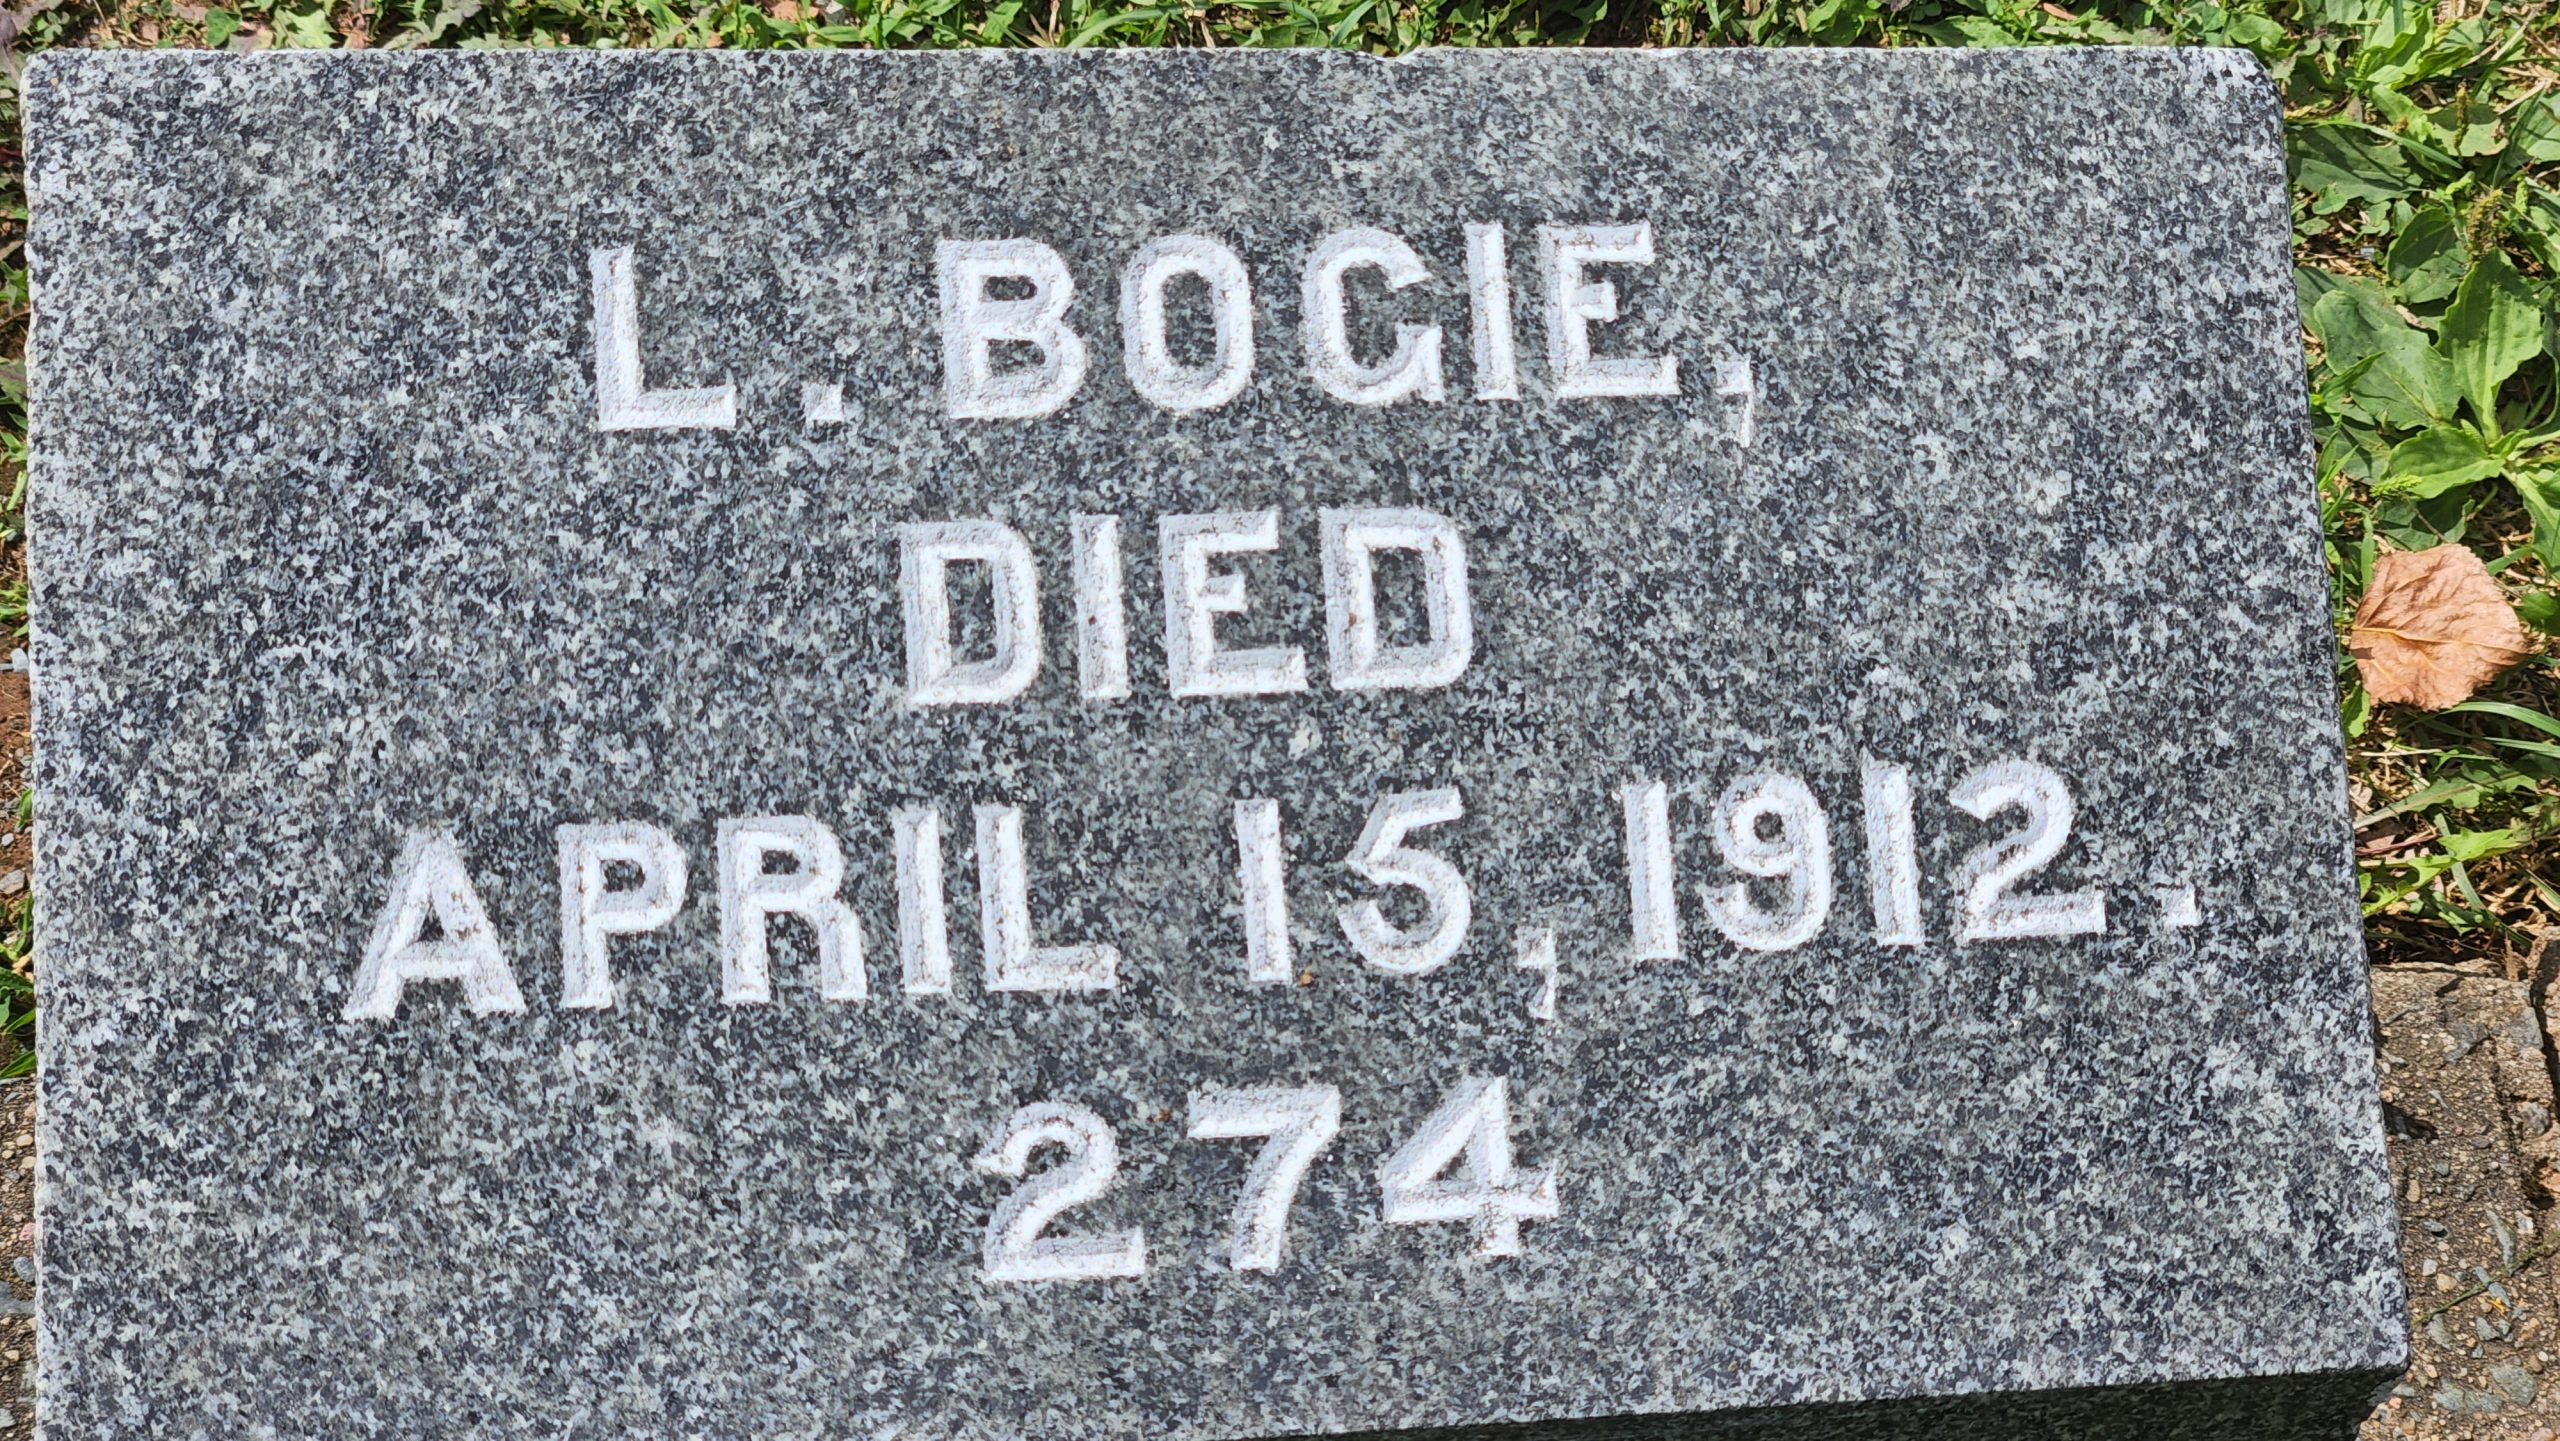 L. BOGIE,
DIED
APRIL 15, 1912.
274